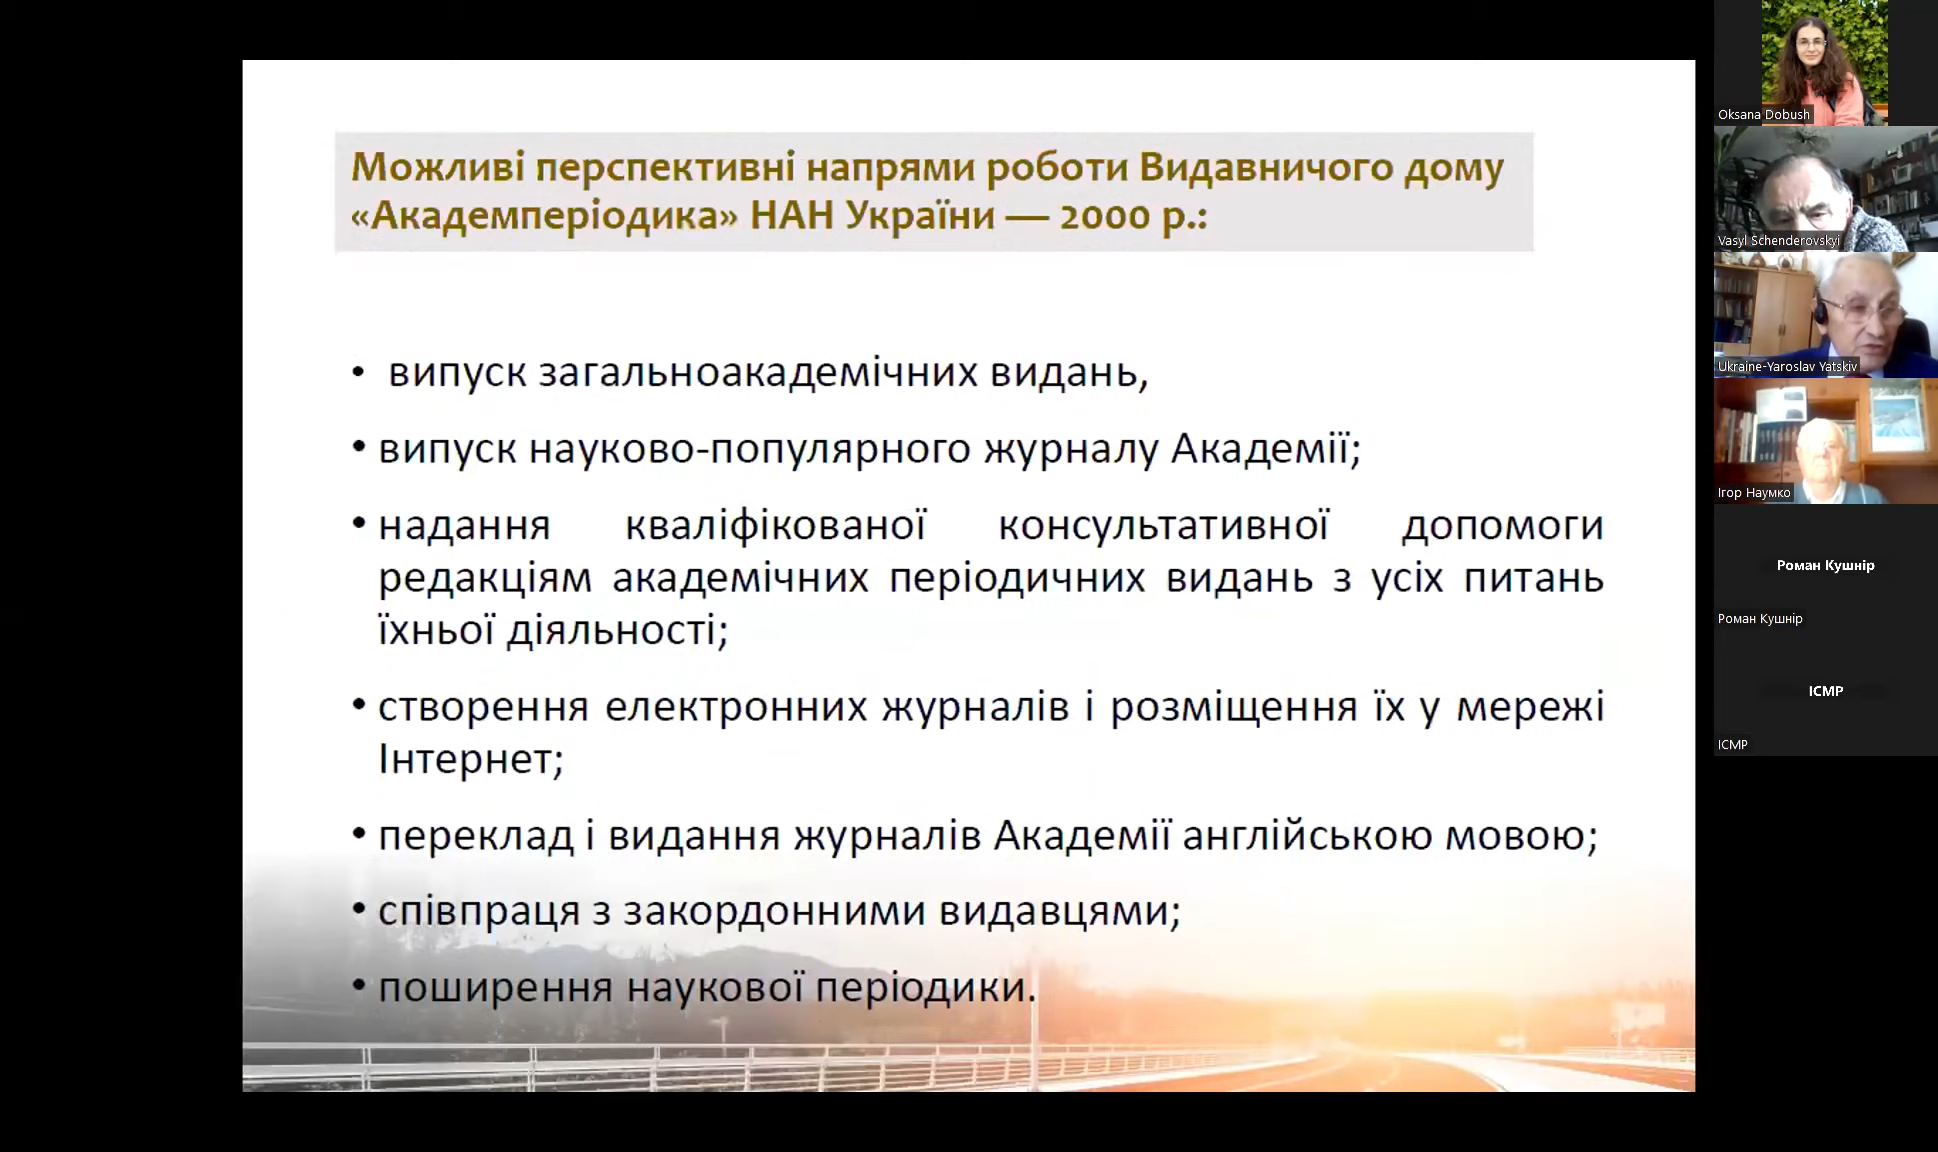 Можливі перспективні напрями роботи Видавничого дому
«Академперіодика» НАН України — 2000 р.:
• випуск загальноакадемічних видань,
• випуск науково-популярного журналу Академії;
• надання кваліфікованої консультативної допомоги
редакціям академічних періодичних видань з усіх питань
їхньої діяльності;
• створення електронних журналів і розміщення їх у мережі
Інтернет;
• переклад і видання журналів Академії англійською мовою;
• співпраця з закордонними видавцями;
• поширення наукової періодики.
Oksana Dobush
Vasyl Schenderovskyi
Ukraine-Yaroslav Yatskiv
Ігор Наумко
Роман Кушнір
Роман Кушнір
ICMP
ICMP